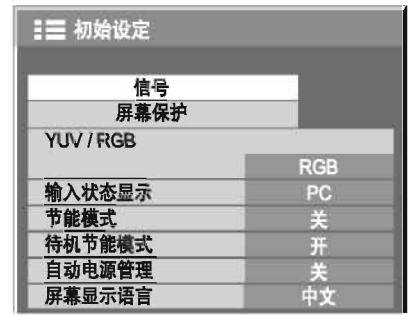 初始设定
信号
屏幕保护
YUV / RGB
RGB
输入状态显示 PC
节能模式 关
待机节能模式 开
自动电源管理 关
屏幕显示语言 中文